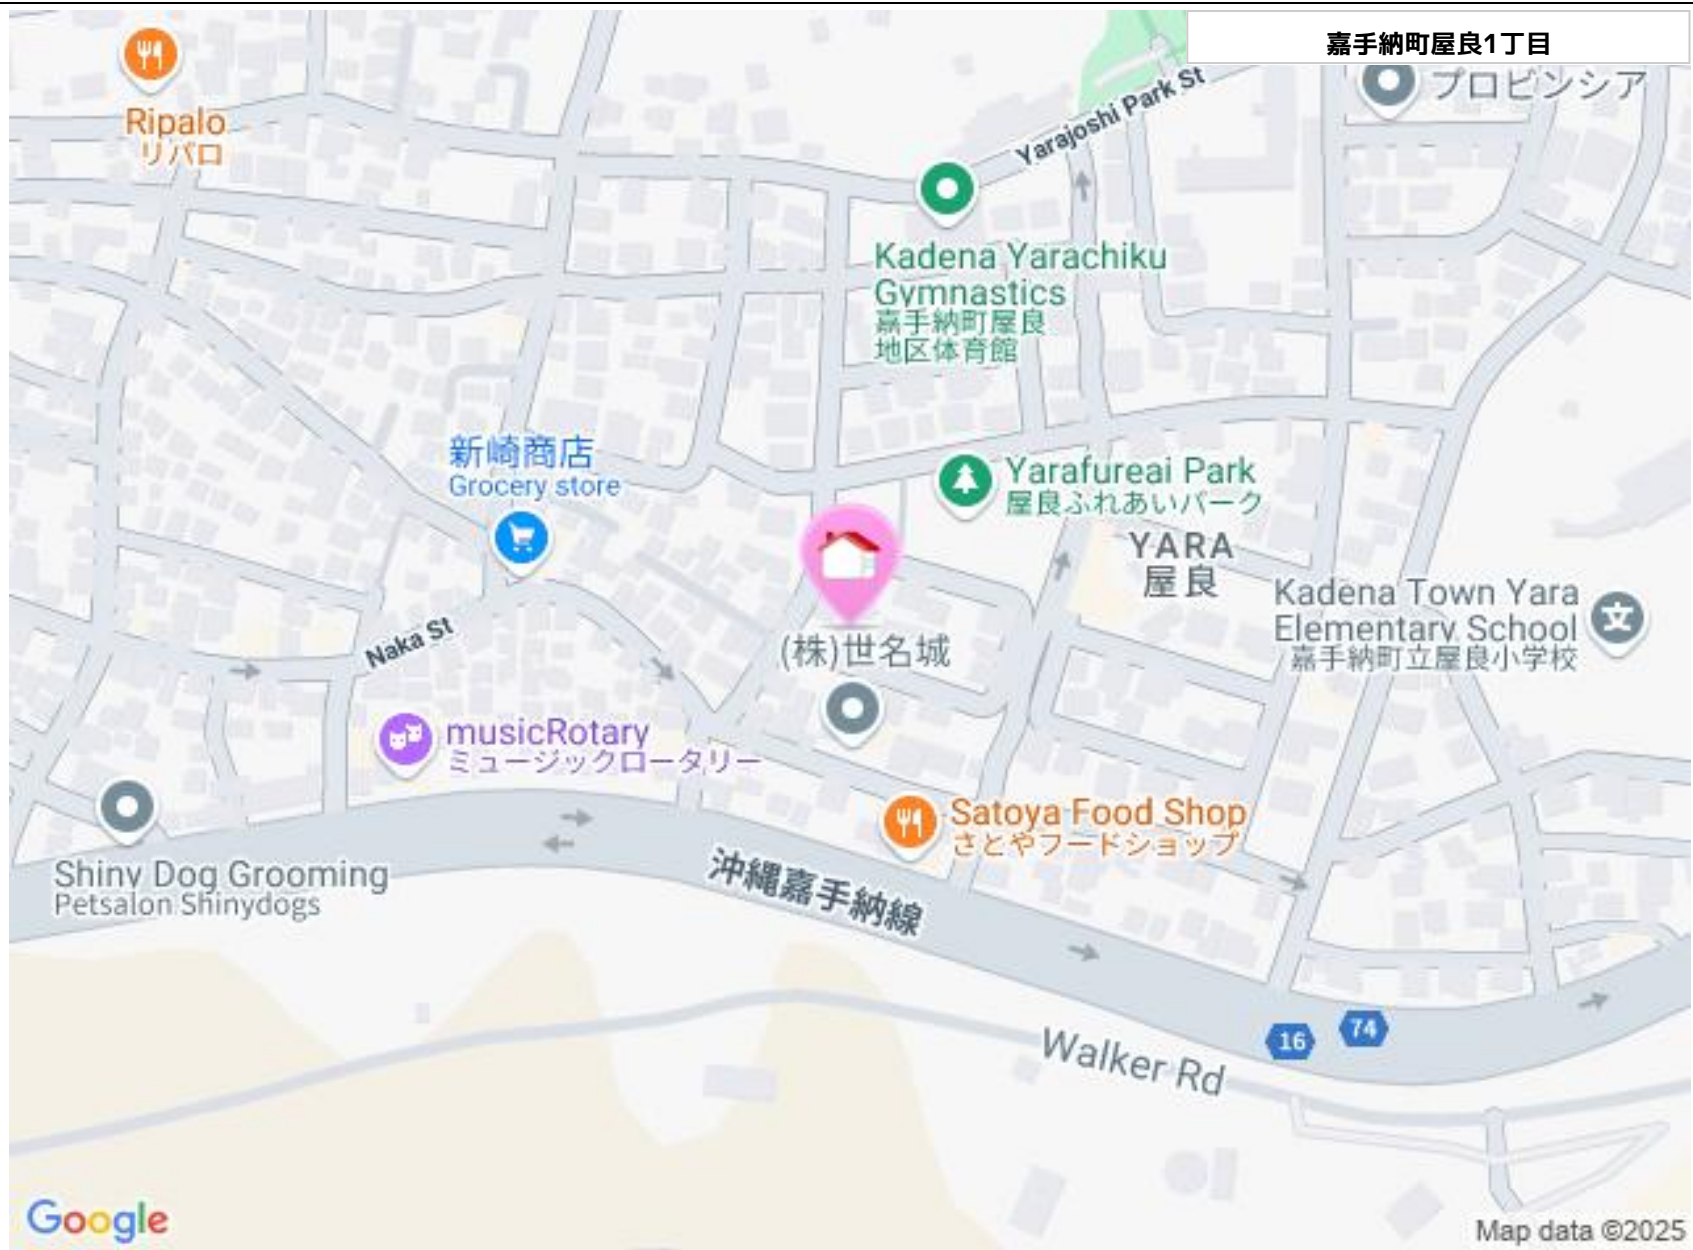 嘉手納町屋良1丁目
プロビンシア
Yarajoshi Park St
Ripalo
リパロ
Kadena Yarachiku
Gymnastics
嘉手納町屋良
地区体育館
新崎商店
Grocery store
Yarafureai Park
屋良ふれあいパーク
YARA
屋良
Kadena Town Yara
Elementary School
嘉手納町立屋良小学校
Naka St
(株)世名城
musicRotary
ミュージックロータリー
Satoya Food Shop
さとやフードショップ
Shiny Dog Grooming
Petsalon Shinydogs
沖縄嘉手納線
16
74
Walker Rd
Google
Map data ©2025